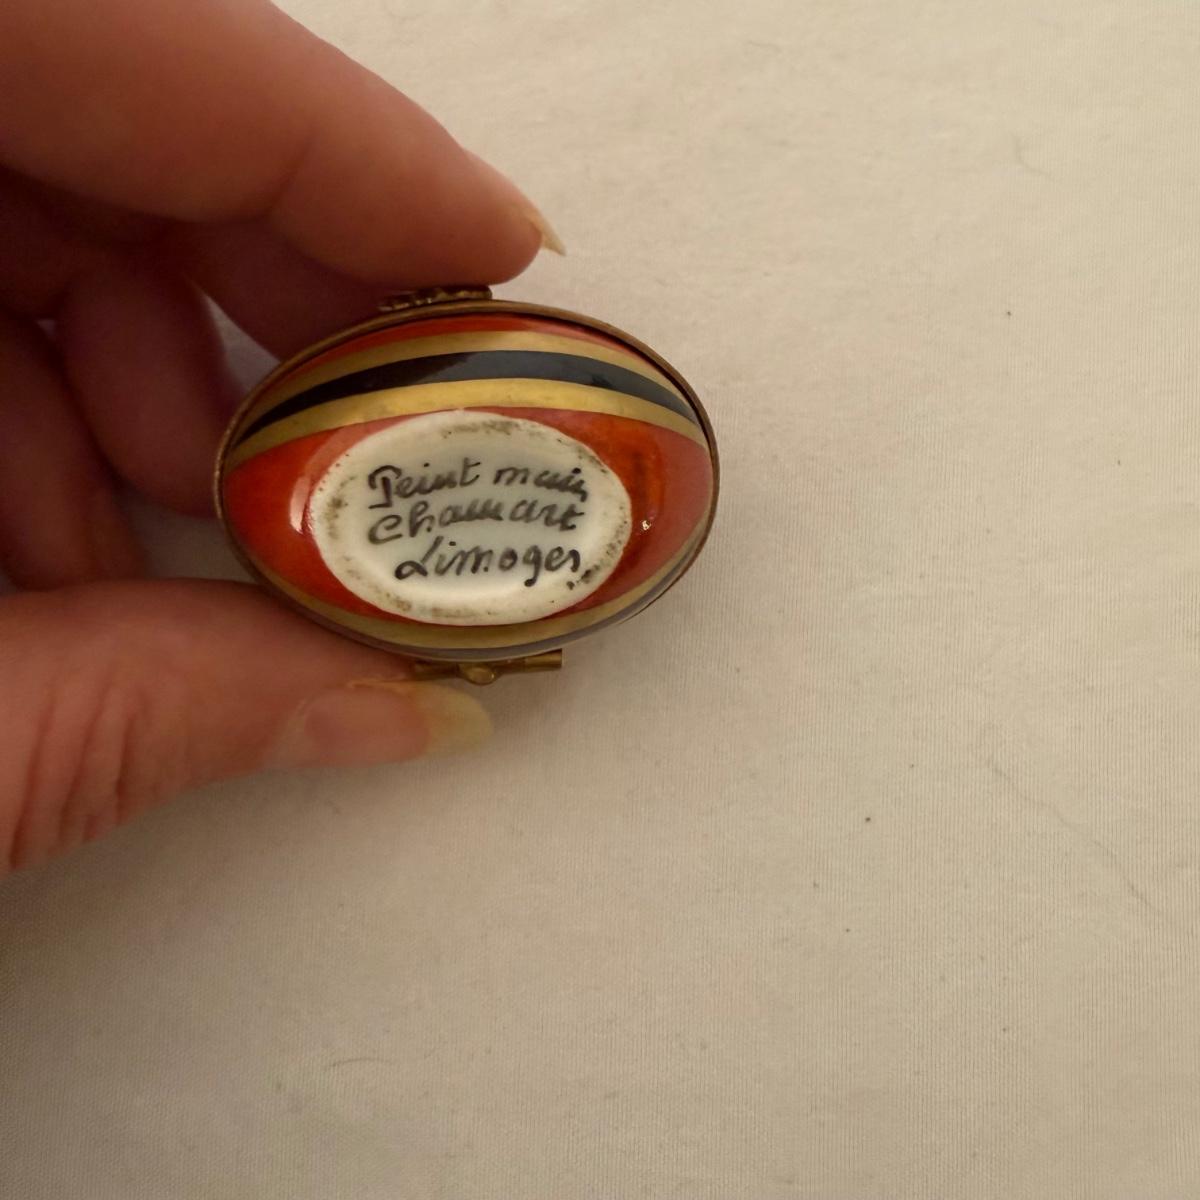 Peint main
Chamart
Limoges